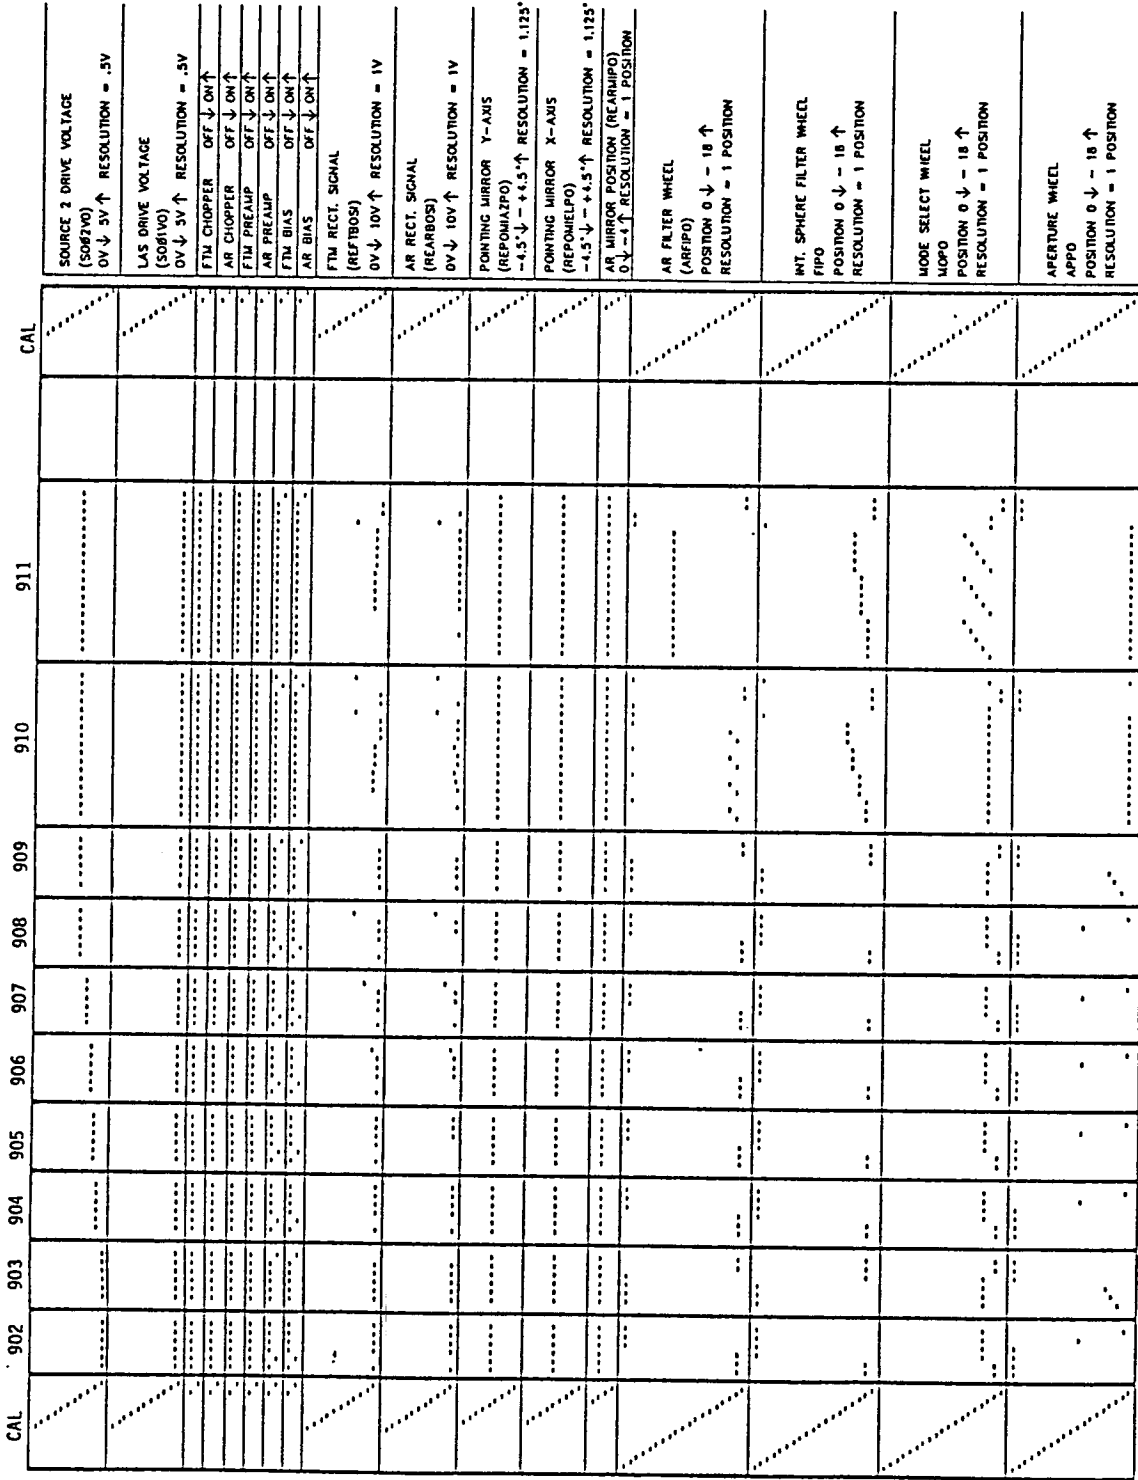 CAL 902 903 904 905 906 907 908 909 910 911 CAL
SOURCE 2 DRIVE VOLTAGE
(SOØ2VO)
0V ↓ 5V ↑ RESOLUTION = .5V
LAS DRIVE VOLTAGE
(SOØ1VO)
0V ↓ 5V ↑ RESOLUTION = .5V
FTM CHOPPER OFF ↓ ON ↑
AR CHOPPER OFF ↓ ON ↑
FTM PREAMP OFF ↓ ON ↑
AR PREAMP OFF ↓ ON ↑
FTM BIAS OFF ↓ ON ↑
AR BIAS OFF ↓ ON ↑
FTM RECT. SIGNAL
(REFTBOSI)
0V ↓ 10V ↑ RESOLUTION = 1V
AR RECT. SIGNAL
(REARBOSI)
0V ↓ 10V ↑ RESOLUTION = 1V
PONTING MIRROR Y-AXIS
(REPOMIAZPO)
-4.5° ↓ - +4.5° ↑ RESOLUTION = 1.125°
PONTING MIRROR X-AXIS
(REPOMIELPO)
-4.5° ↓ - +4.5° ↑ RESOLUTION = 1.125°
AR MIRROR POSITION (REARMIPO)
0 ↓ - 4 ↑ RESOLUTION = 1 POSITION
AR FILTER WHEEL
(ARFIPO)
POSITION 0 ↓ - 18 ↑
RESOLUTION = 1 POSITION
INT. SPHERE FILTER WHEEL
FIPO
POSITION 0 ↓ - 18 ↑
RESOLUTION = 1 POSITION
MODE SELECT WHEEL
MOPO
POSITION 0 ↓ - 18 ↑
RESOLUTION = 1 POSITION
APERTURE WHEEL
APPO
POSITION 0 ↓ - 18 ↑
RESOLUTION = 1 POSITION